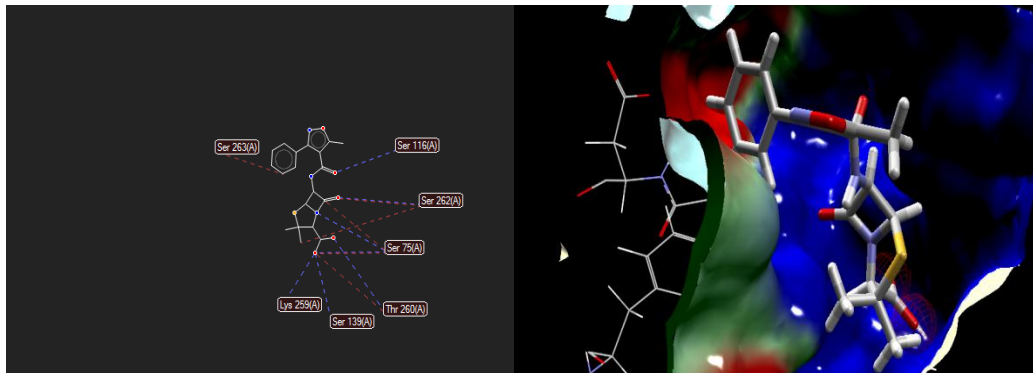 Ser 263(A)
Ser 116(A)
Ser 262(A)
Ser 75(A)
Lys 259(A)
Thr 260(A)
Ser 139(A)